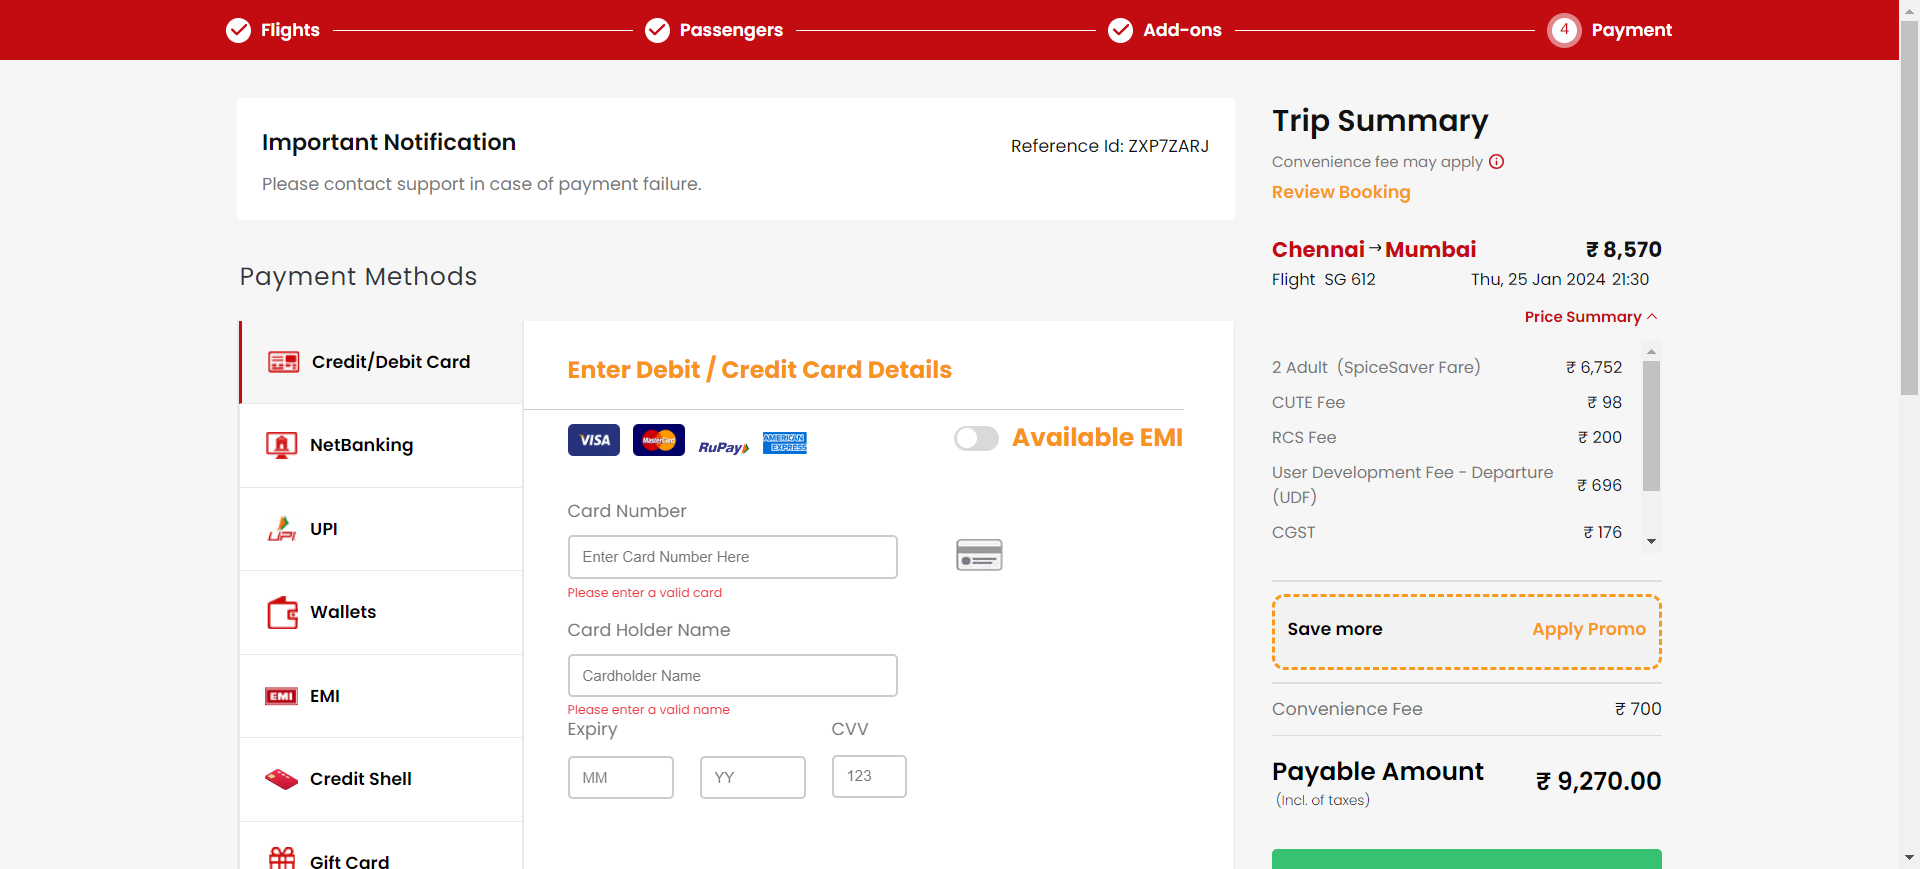 Flights
Passengers
Add-ons
4
Payment
Important Notification
Reference Id: ZXP7ZARJ
Please contact support in case of payment failure.
Payment Methods
Credit/Debit Card
NetBanking
UPI
UPI
Wallets
EMI
EMI
Credit Shell
Gift Card
Enter Debit / Credit Card Details
VISA
MasterCard
RuPay
AMERICAN
EXPRESS
Available EMI
Card Number
Enter Card Number Here
Please enter a valid card
Card Holder Name
Cardholder Name
Please enter a valid name
Expiry
CVV
MM
YY
123
Trip Summary
Convenience fee may apply
Review Booking
Chennai → Mumbai
₹ 8,570
Flight SG 612
Thu, 25 Jan 2024 21:30
Price Summary
2 Adult (SpiceSaver Fare) ₹ 6,752
CUTE Fee ₹ 98
RCS Fee ₹ 200
User Development Fee - Departure
(UDF) ₹ 696
CGST ₹ 176
Save more
Apply Promo
Convenience Fee ₹ 700
Payable Amount ₹ 9,270.00
(Incl. of taxes)